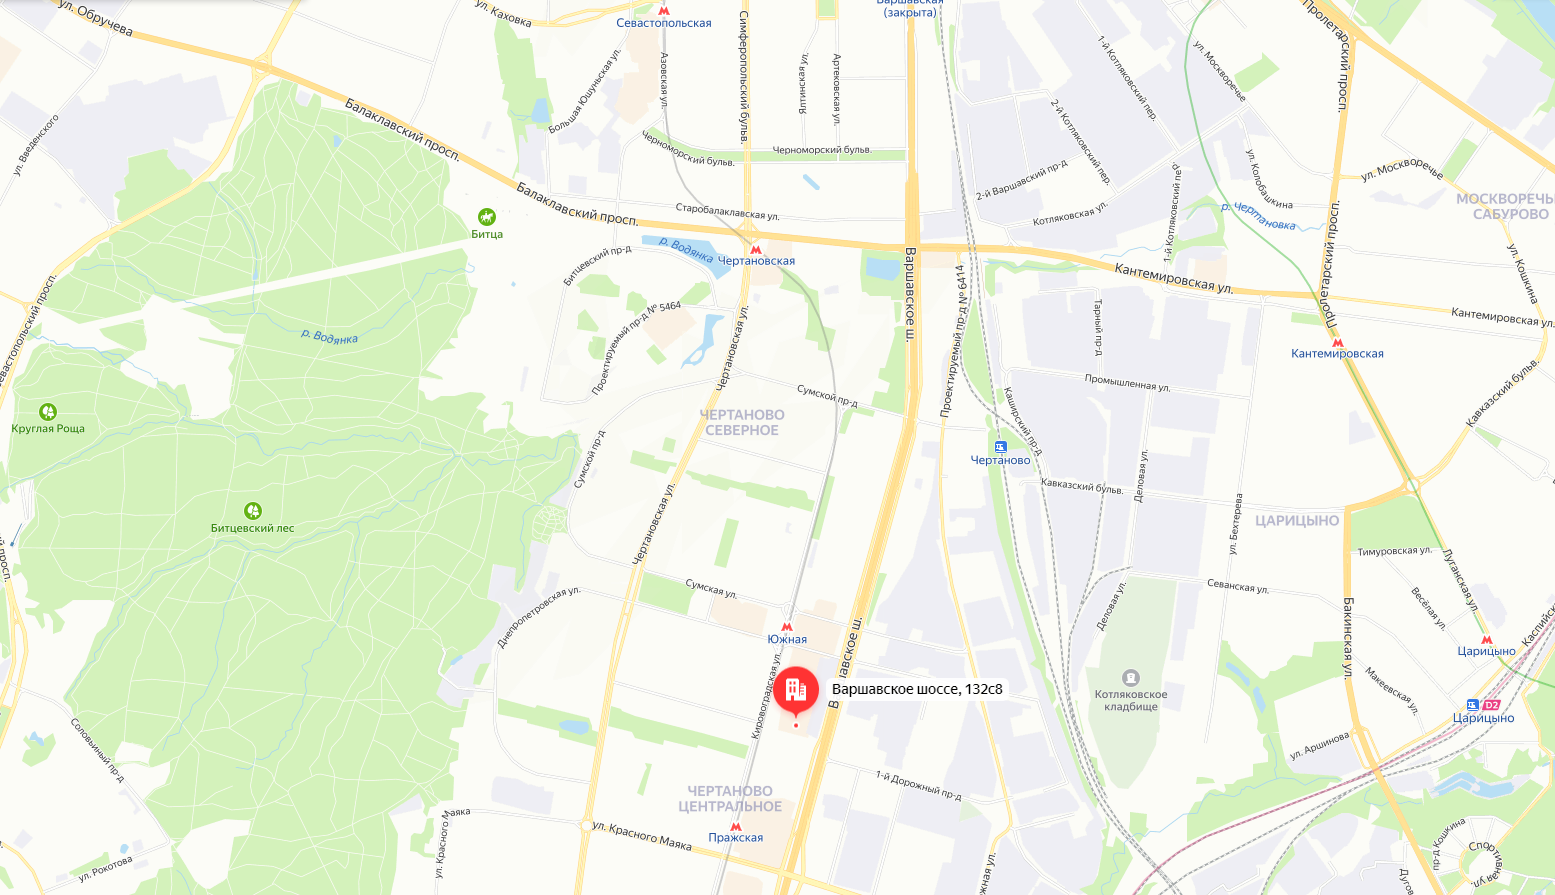 ул. Обручева
ул. Каховка
Севастопольская
Варшавская
(закрыта)
Пролетарский просп.
Симферопольский бульв.
Азовская ул.
Большая Юшуньская ул.
Ялтинская ул.
Артековская ул.
1-й Котляковский пер.
ул. Москворечье
2-й Котляковский пер.
ул. Введенского
Балаклавский просп.
Черноморский бульв.
Черноморский бульв.
2-й Варшавский пр-д
ул. Колобашкина
ул. Москворечье
МОСКВОРЕЧЬЕ
САБУРОВО
Балаклавский просп.
Старобалаклавская ул.
Котляковская ул.
1-й Котляковский пер.
р. Чертановка
Пролетарский просп.
Битца
р. Водянка
Чертановская
Битцевский пр-д
Варшавское ш.
Кантемировская ул.
ул. Кошкина
Севастопольский просп.
р. Водянка
Проектируемый пр-д № 5464
Чертановская ул.
Проектируемый пр-д № 6414
Тарный пр-д
Кантемировская ул.
Кантемировская
Круглая Роща
Сумской пр-д
Промышленная ул.
Кавказский бульв.
ЧЕРТАНОВО
СЕВЕРНОЕ
Каширский пр-д
Сумской пр-д
Чертаново
Деловая ул.
Кавказский бульв.
Битцевский лес
Чертановская ул.
ул. Бехтерева
ЦАРИЦЫНО
Тимуровская ул.
Луганская ул.
Сумская ул.
Днепропетровская ул.
Деловая ул.
Севанская ул.
Весёлая ул.
Бакинская ул.
Южная
Варшавское ш.
Царицыно
Кировоградская ул.
Варшавское шоссе, 132с8
Котляковское
кладбище
Макеевская ул.
D2
Царицыно
Соловьиный пр-д
ул. Аршинова
1-й Дорожный пр-д
ЧЕРТАНОВО
ЦЕНТРАЛЬНОЕ
ул. Красного Маяка
ул. Красного Маяка
Пражская
ул. Рокотова
пр-д Кошкина